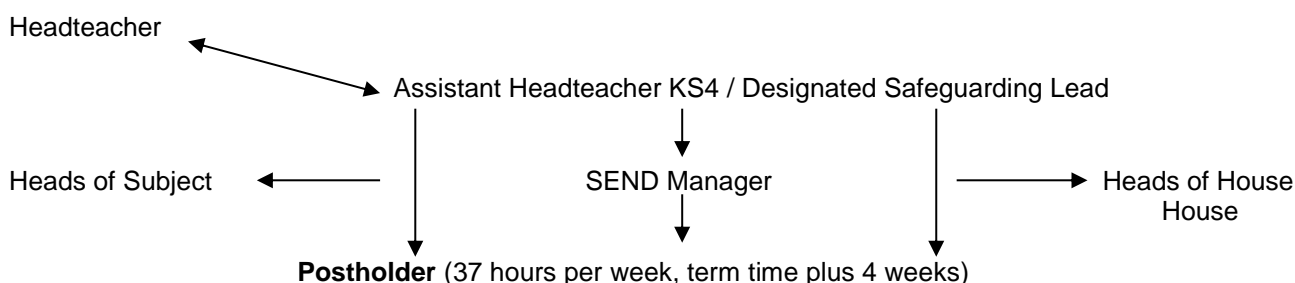 Headteacher
Assistant Headteacher KS4 / Designated Safeguarding Lead
Heads of Subject
SEND Manager
Heads of House
House
Postholder (37 hours per week, term time plus 4 weeks)